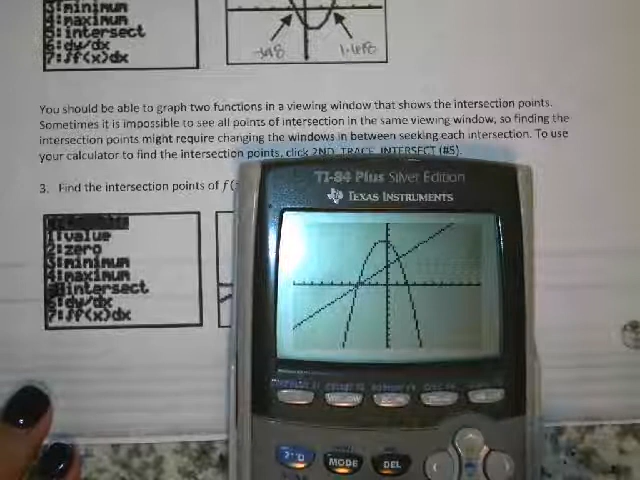 3:minimum
4:maximum
5:intersect
6:dy/dx
7:∫f(x)dx
You should be able to graph two functions in a viewing window that shows the intersection points.
Sometimes it is impossible to see all points of intersection in the same viewing window, so finding the
intersection points might require changing the windows in between seeking each intersection. To use
your calculator to find the intersection points, click 2ND, TRACE, INTERSECT (#5).
3. Find the intersection points of f(
TI-84 Plus Silver Edition
TEXAS INSTRUMENTS
1:value
2:zero
3:minimum
4:maximum
5:intersect
6:dy/dx
7:∫f(x)dx
2ND
MODE
DEL